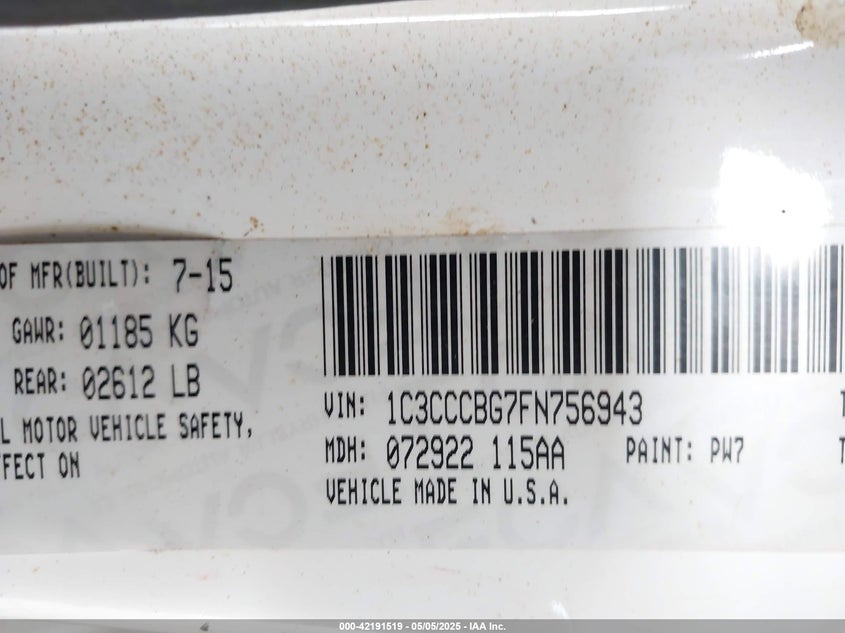 OF MFR(BUILT): 7-15
GAWR: 01185 KG
REAR: 02612 LB
L MOTOR VEHICLE SAFETY,
FFECT ON
VIN: 1C3CCCBG7FN756943
MDH: 072922 115AA PAINT: PW7
VEHICLE MADE IN U.S.A.
000-42191519 - 05/05/2025 - IAA Inc.